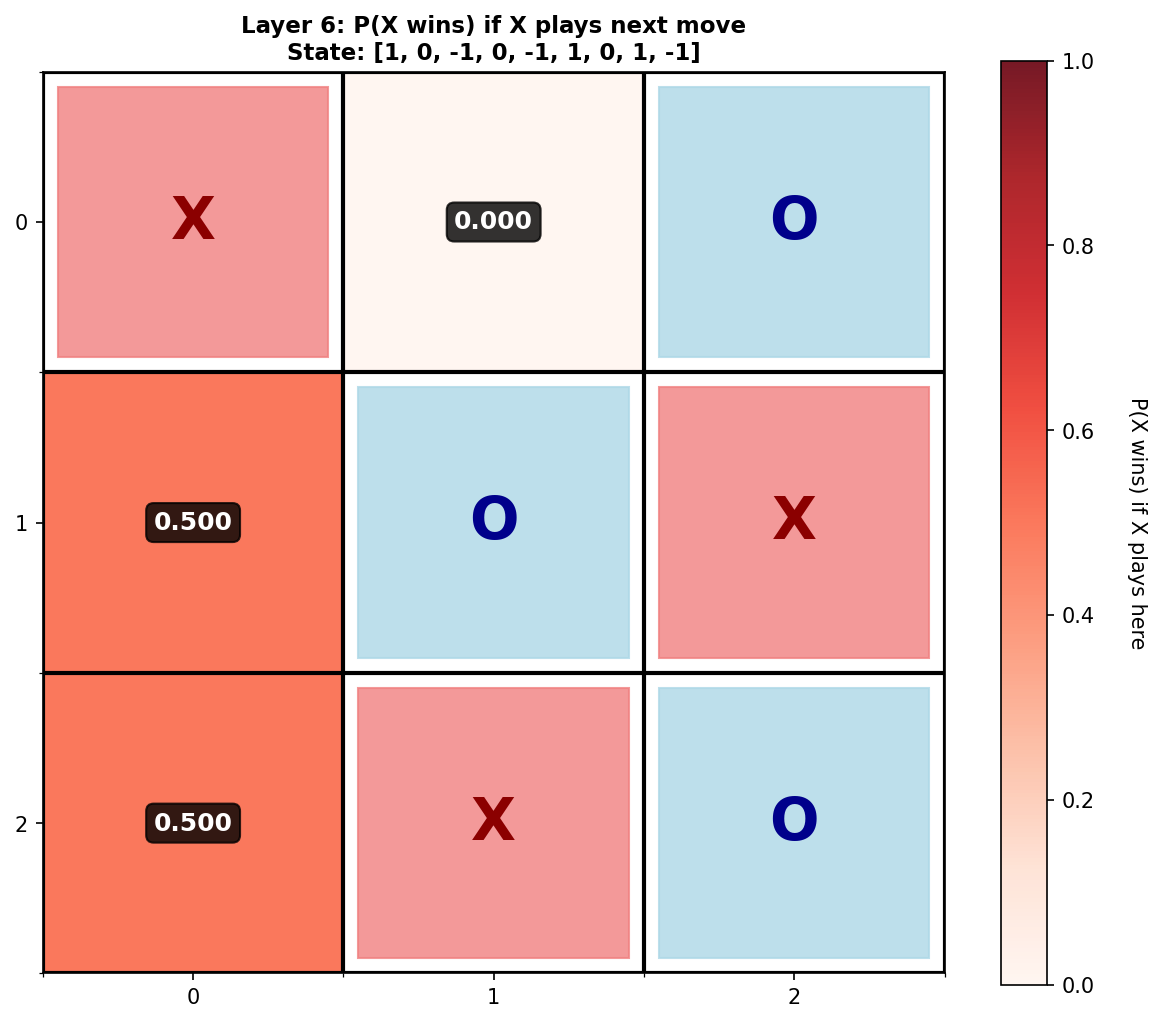 Layer 6: P(X wins) if X plays next move
State: [1, 0, -1, 0, -1, 1, 0, 1, -1]
0
X
0.000
O
1
0.500
O
X
2
0.500
X
O
0
1
2
1.0
0.8
0.6
0.4
0.2
0.0
P(X wins) if X plays here